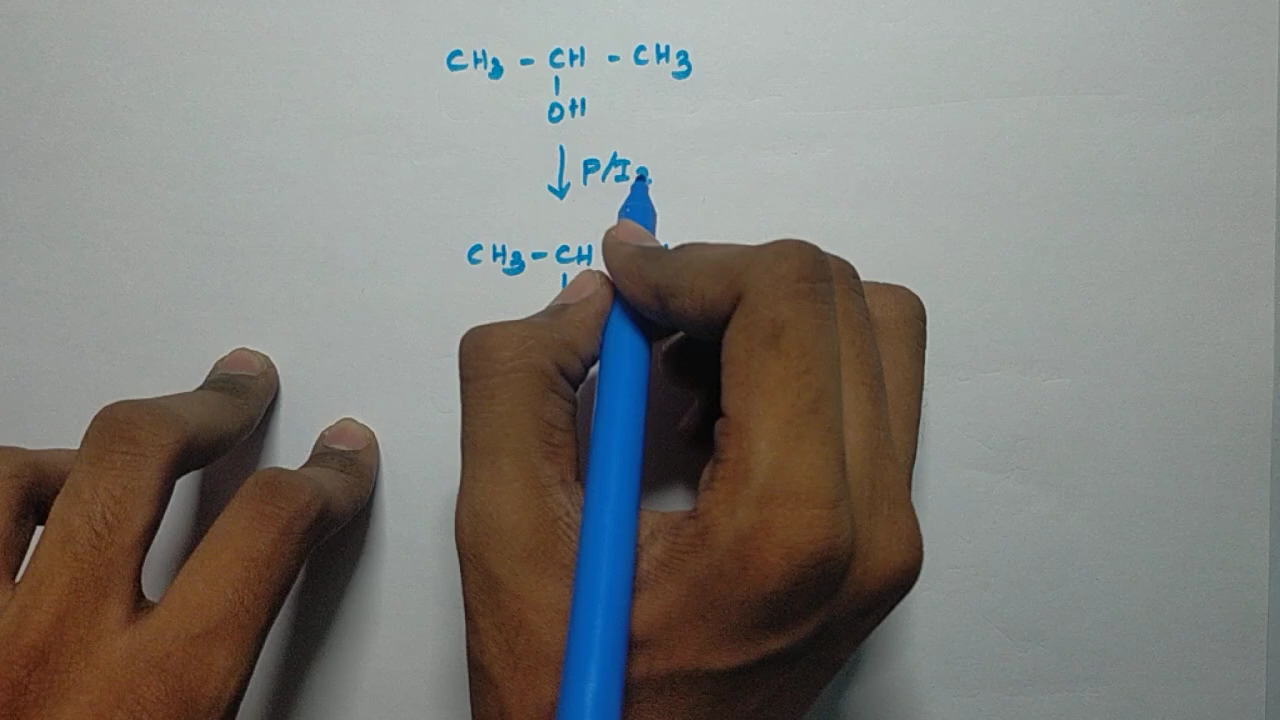 CH3 - CH - CH3
|
OH
↓ P/I2
CH3 - CH
|